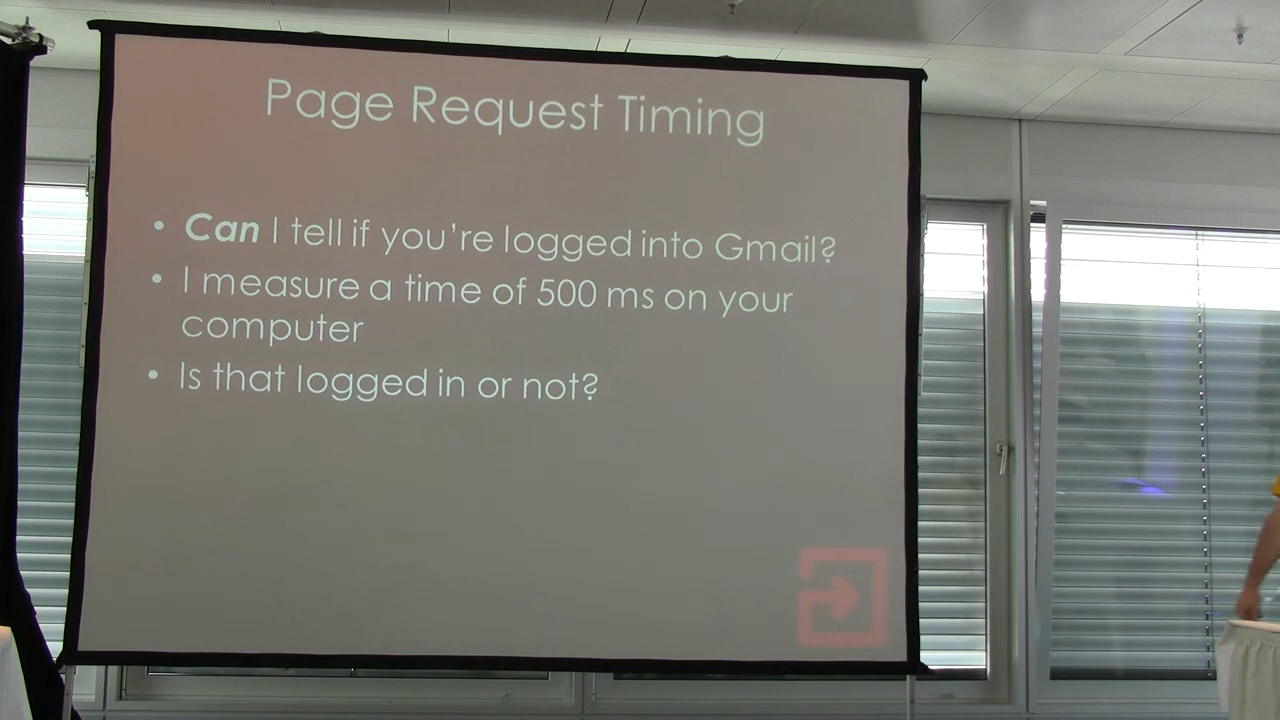 Page Request Timing
• Can I tell if you're logged into Gmail?
• I measure a time of 500 ms on your
computer
• Is that logged in or not?